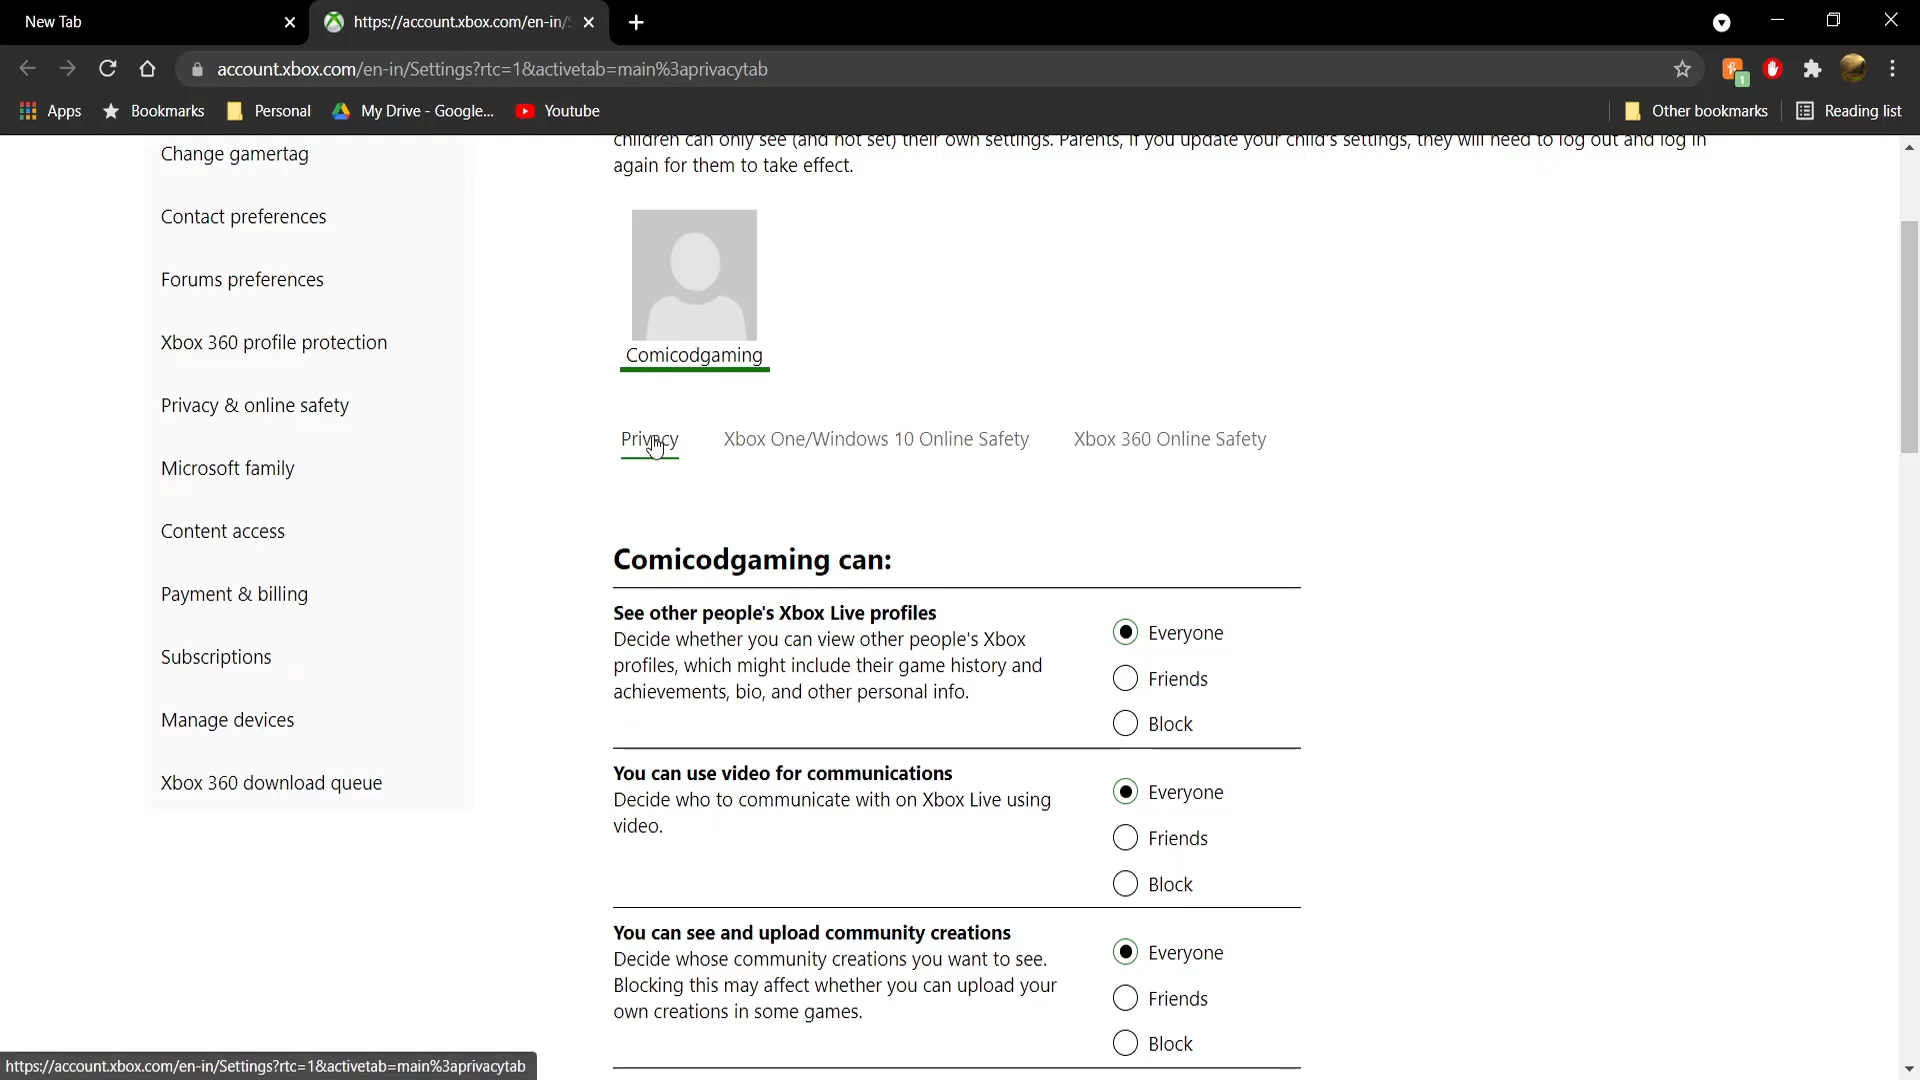 New Tab
https://account.xbox.com/en-in/S
account.xbox.com/en-in/Settings?rtc=1&activetab=main%3aprivacytab
1
Apps
Bookmarks
Personal
My Drive - Google...
Youtube
Other bookmarks
Reading list
children can only see (and not set) their own settings. Parents, if you update your child's settings, they will need to log out and log in
again for them to take effect.
Change gamertag
Contact preferences
Forums preferences
Xbox 360 profile protection
Privacy & online safety
Microsoft family
Content access
Payment & billing
Subscriptions
Manage devices
Xbox 360 download queue
Comicodgaming
Privacy
Xbox One/Windows 10 Online Safety
Xbox 360 Online Safety
Comicodgaming can:
See other people's Xbox Live profiles
Decide whether you can view other people's Xbox
profiles, which might include their game history and
achievements, bio, and other personal info.
Everyone
Friends
Block
You can use video for communications
Decide who to communicate with on Xbox Live using
video.
Everyone
Friends
Block
You can see and upload community creations
Decide whose community creations you want to see.
Blocking this may affect whether you can upload your
own creations in some games.
Everyone
Friends
Block
https://account.xbox.com/en-in/Settings?rtc=1&activetab=main%3aprivacytab